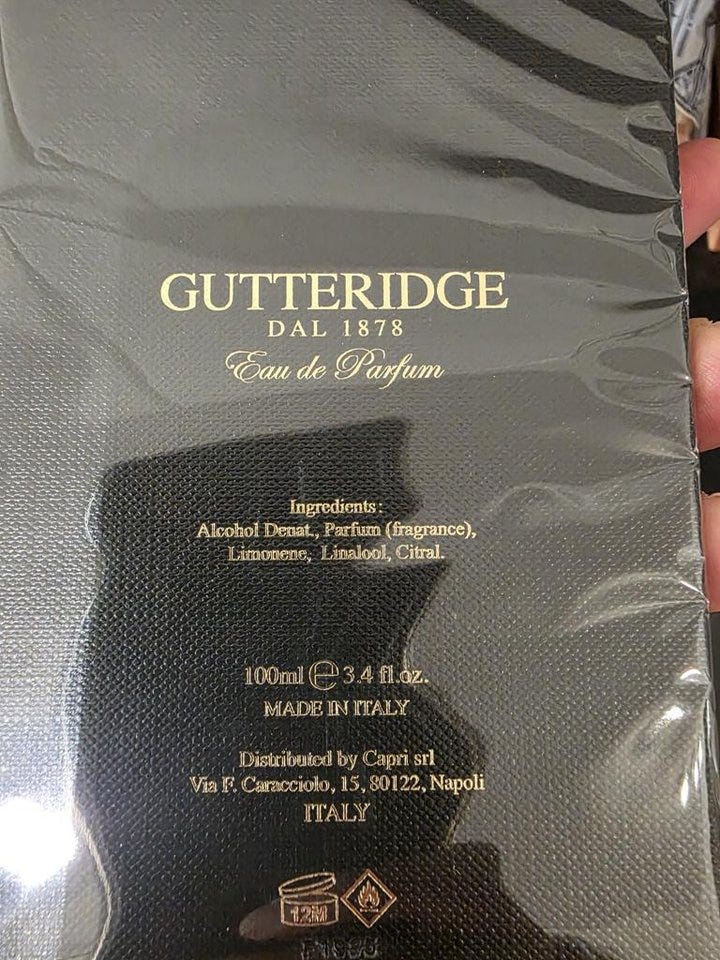 GUTTERIDGE
DAL 1878
Eau de Parfum
Ingredients:
Alcohol Denat., Parfum (fragrance),
Limonene, Linalool, Citral.
100ml ℮ 3.4 fl.oz.
MADE IN ITALY
Distributed by Capri srl
Via F. Caracciolo, 15, 80122, Napoli
ITALY
12M